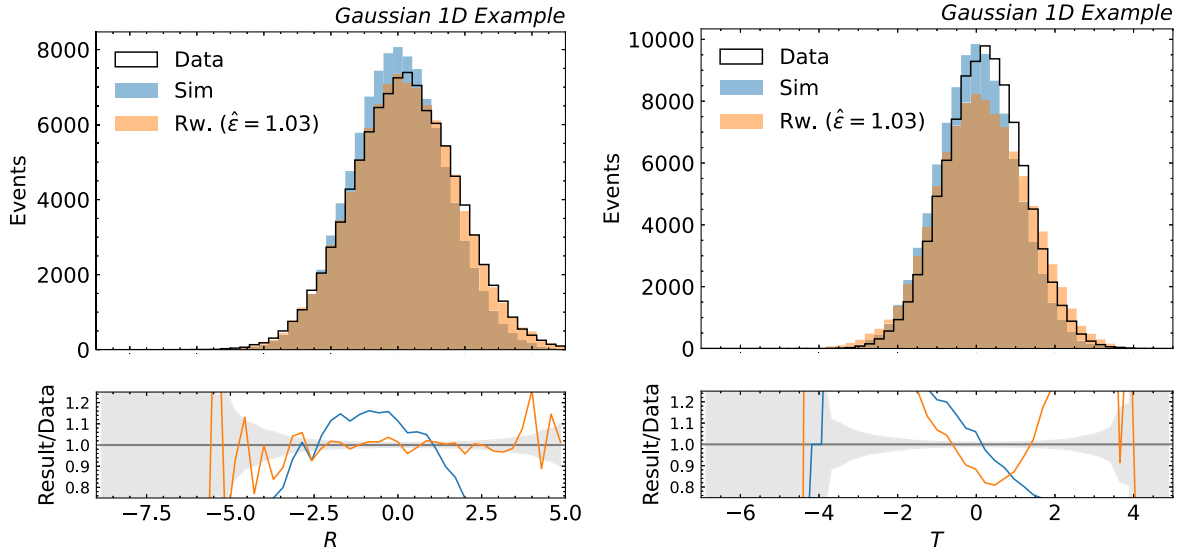 Gaussian 1D Example
Data
Sim
Rw. (ε̂ = 1.03)
Events
8000
6000
4000
2000
0
Result/Data
1.2
1.1
1.0
0.9
0.8
−7.5
−5.0
−2.5
0.0
2.5
5.0
R
Gaussian 1D Example
Data
Sim
Rw. (ε̂ = 1.03)
Events
10000
8000
6000
4000
2000
0
Result/Data
1.2
1.1
1.0
0.9
0.8
−6
−4
−2
0
2
4
T